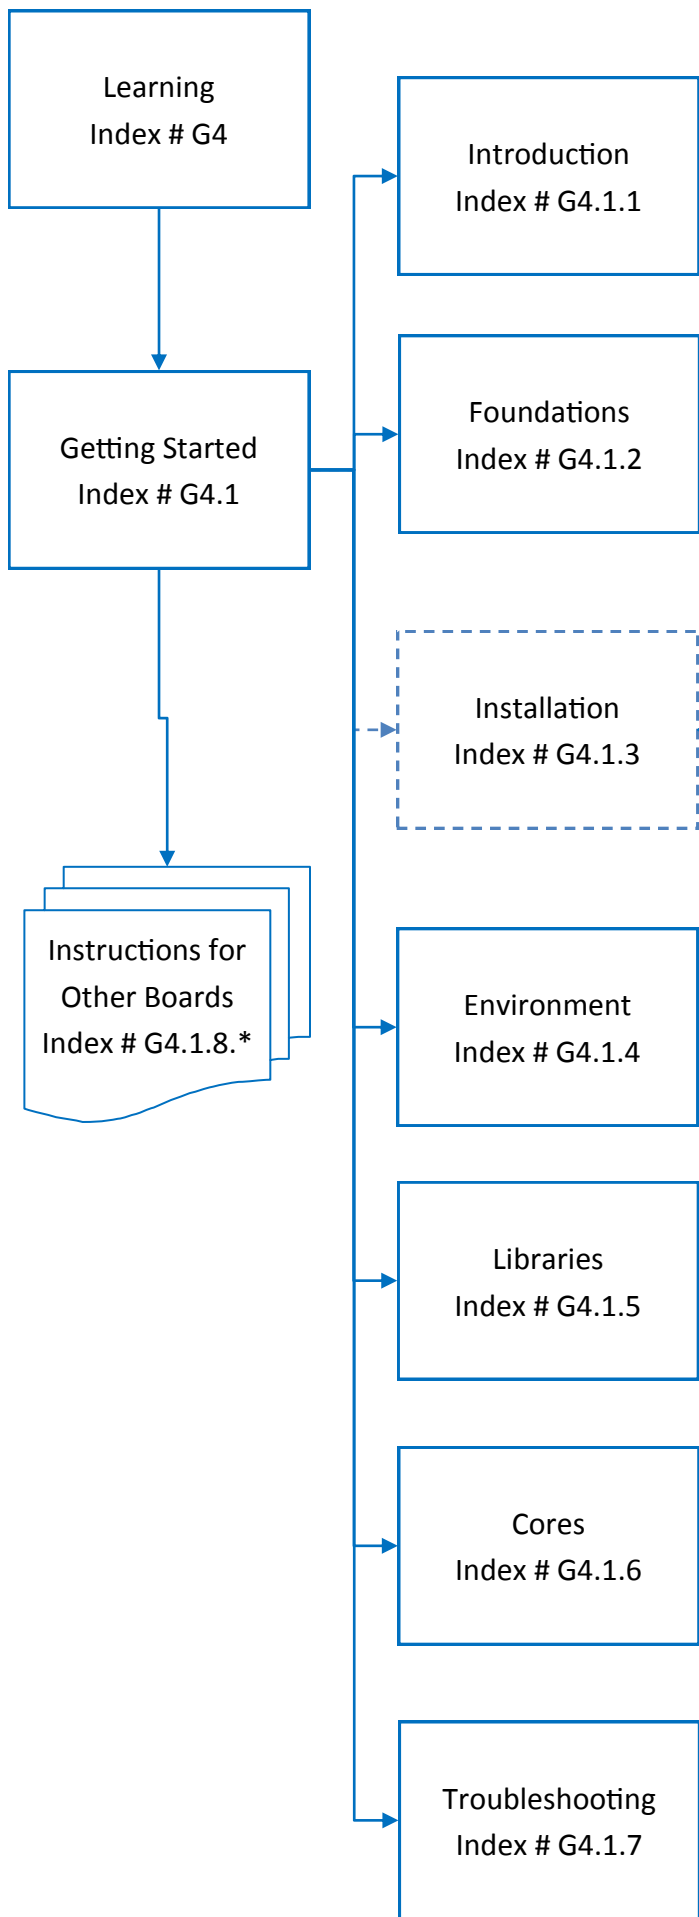 Learning
Index # G4
Getting Started
Index # G4.1
Instructions for
Other Boards
Index # G4.1.8.*
Introduction
Index # G4.1.1
Foundations
Index # G4.1.2
Installation
Index # G4.1.3
Environment
Index # G4.1.4
Libraries
Index # G4.1.5
Cores
Index # G4.1.6
Troubleshooting
Index # G4.1.7